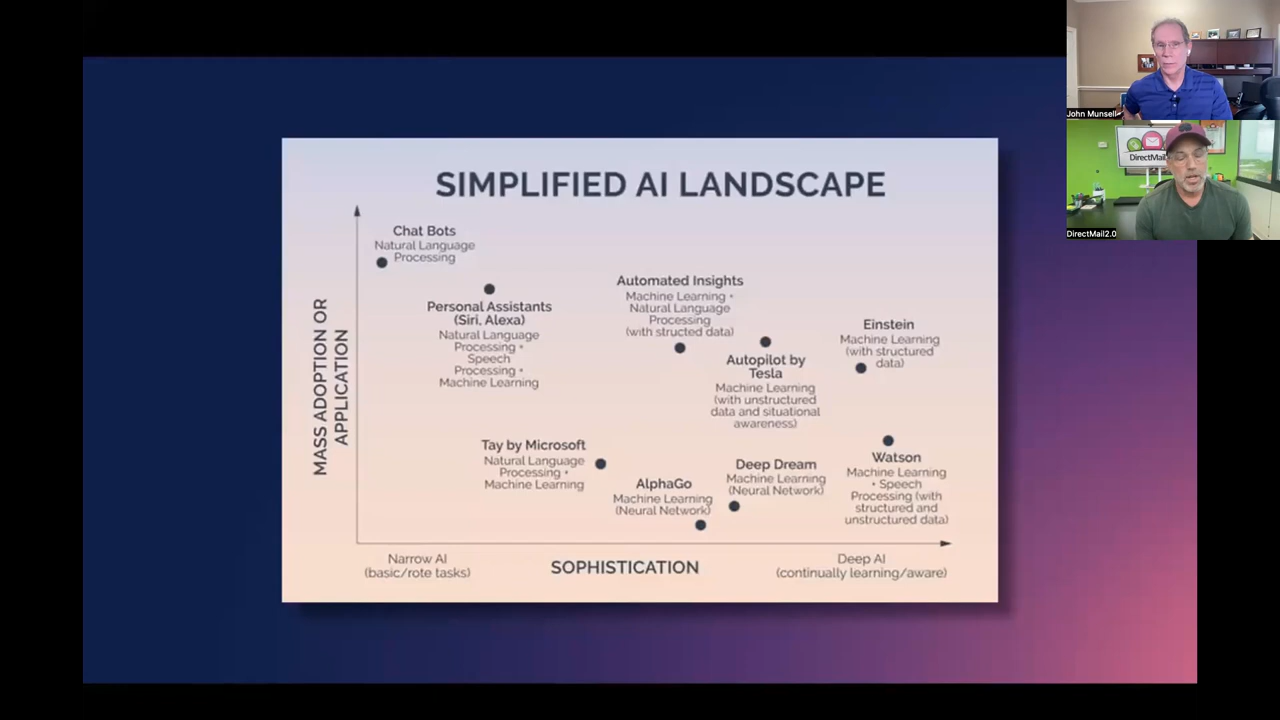 SIMPLIFIED AI LANDSCAPE
MASS ADOPTION OR
APPLICATION
Chat Bots
Natural Language
Processing
Personal Assistants
(Siri, Alexa)
Natural Language
Processing +
Speech
Processing +
Machine Learning
Automated Insights
Machine Learning +
Natural Language
Processing
(with structed data)
Autopilot by
Tesla
Machine Learning
(with unstructured
data and situational
awareness)
Einstein
Machine Learning
(with structured
data)
Tay by Microsoft
Natural Language
Processing +
Machine Learning
AlphaGo
Machine Learning
(Neural Network)
Deep Dream
Machine Learning
(Neural Network)
Watson
Machine Learning
+ Speech
Processing (with
structured and
unstructured data)
Narrow AI
(basic/rote tasks)
SOPHISTICATION
Deep AI
(continually learning/aware)
John Munsell
DirectMail
DirectMail2.0